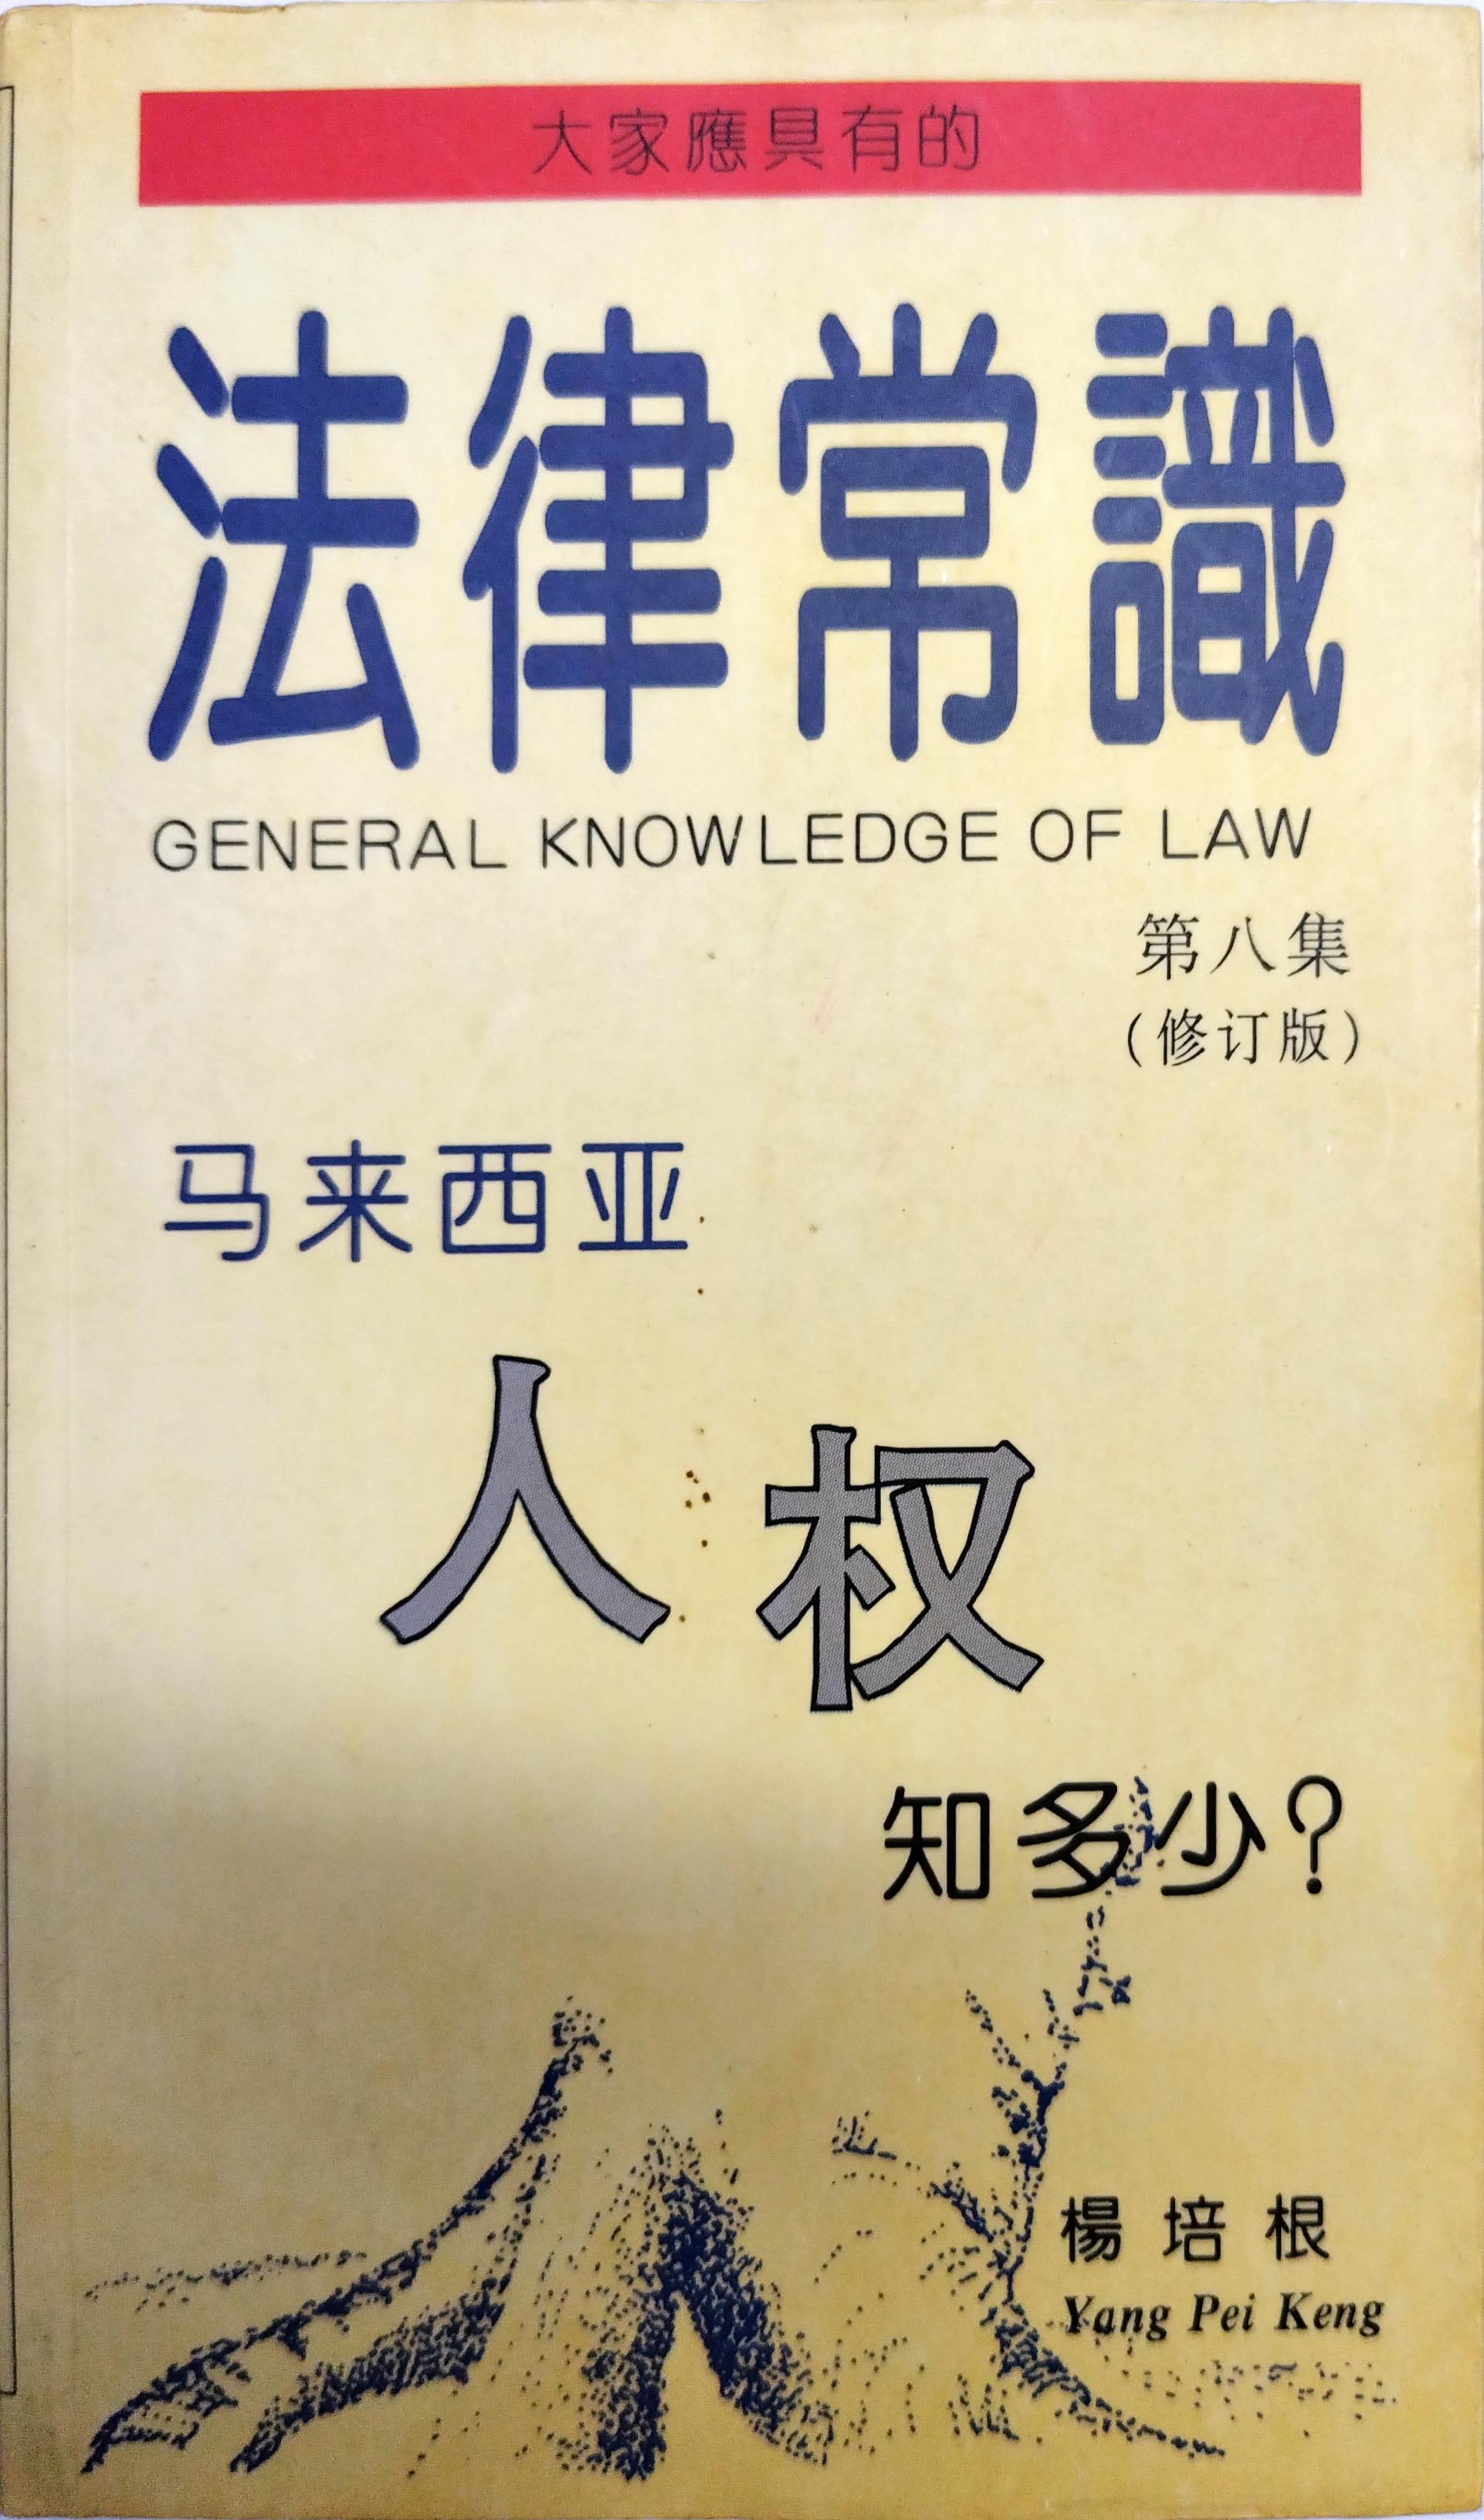 大家應具有的
法律常識
GENERAL KNOWLEDGE OF LAW
第八集
(修订版)
马来西亚
人权
知多少?
楊培根
Yang Pei Keng